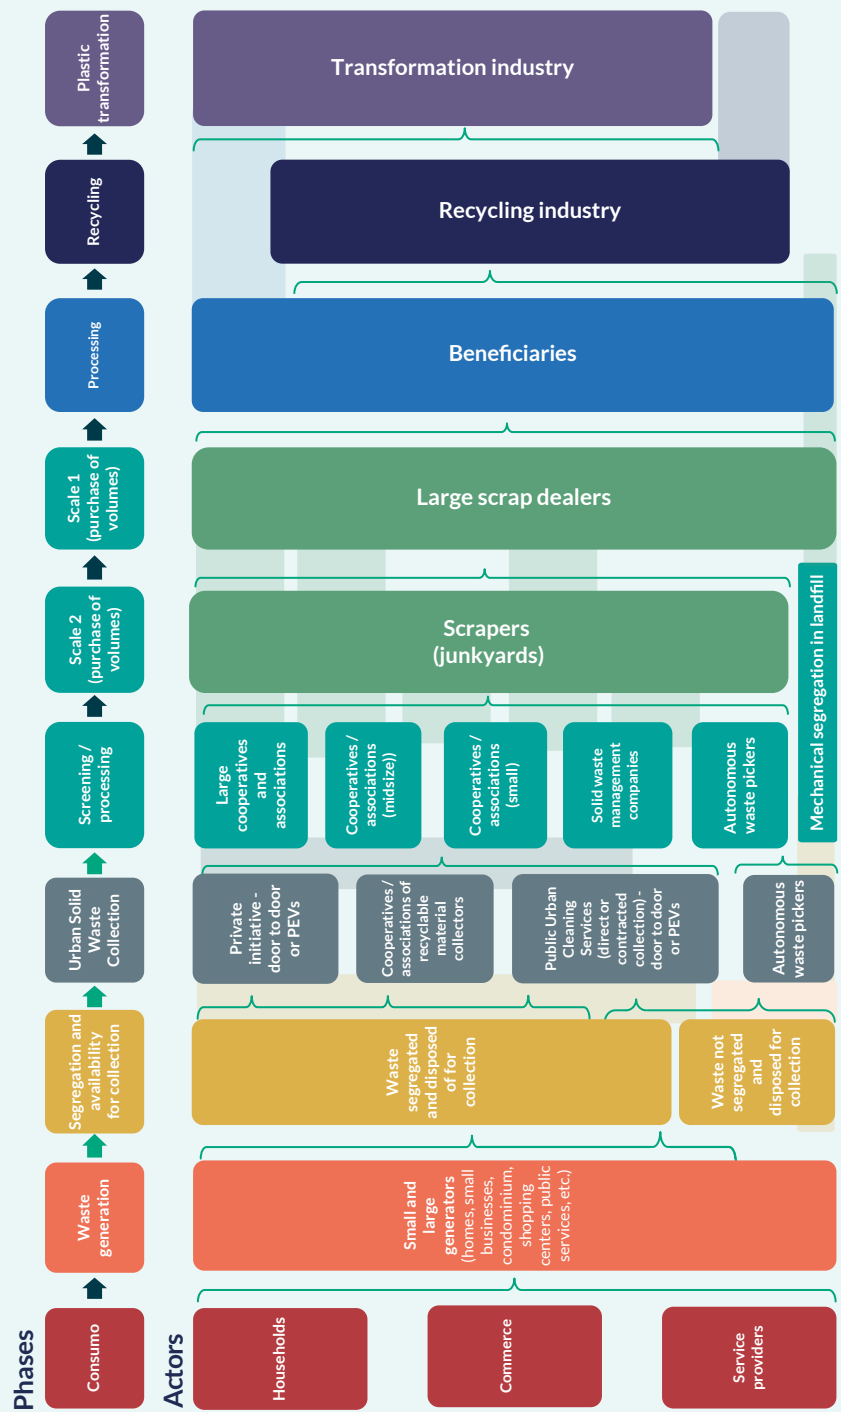 Phases
Consumo
Waste
generation
Segregation and
availability
for collection
Urban Solid
Waste
Collection
Screening /
processing
Scale 2
(purchase of
volumes)
Scale 1
(purchase of
volumes)
Processing
Recycling
Plastic
transformation
Actors
Households
Commerce
Service
providers
Small and
large
generators
(homes, small
businesses,
condominium,
shopping
centers, public
services, etc.)
Waste
segregated
and disposed
of for
collection
Waste not
segregated
and
disposed for
collection
Private
initiative -
door to door
or PEVs
Cooperatives /
associations of
recyclable
material
collectors
Public Urban
Cleaning
Services
(direct or
contracted
collection) -
door to door
or PEVs
Autonomous
waste pickers
Large
cooperatives
and
associations
Cooperatives /
associations
(midsize))
Cooperatives /
associations
(small)
Solid waste
management
companies
Autonomous
waste pickers
Mechanical segregation in landfill
Scrapers
(junkyards)
Large scrap dealers
Beneficiaries
Recycling industry
Transformation industry